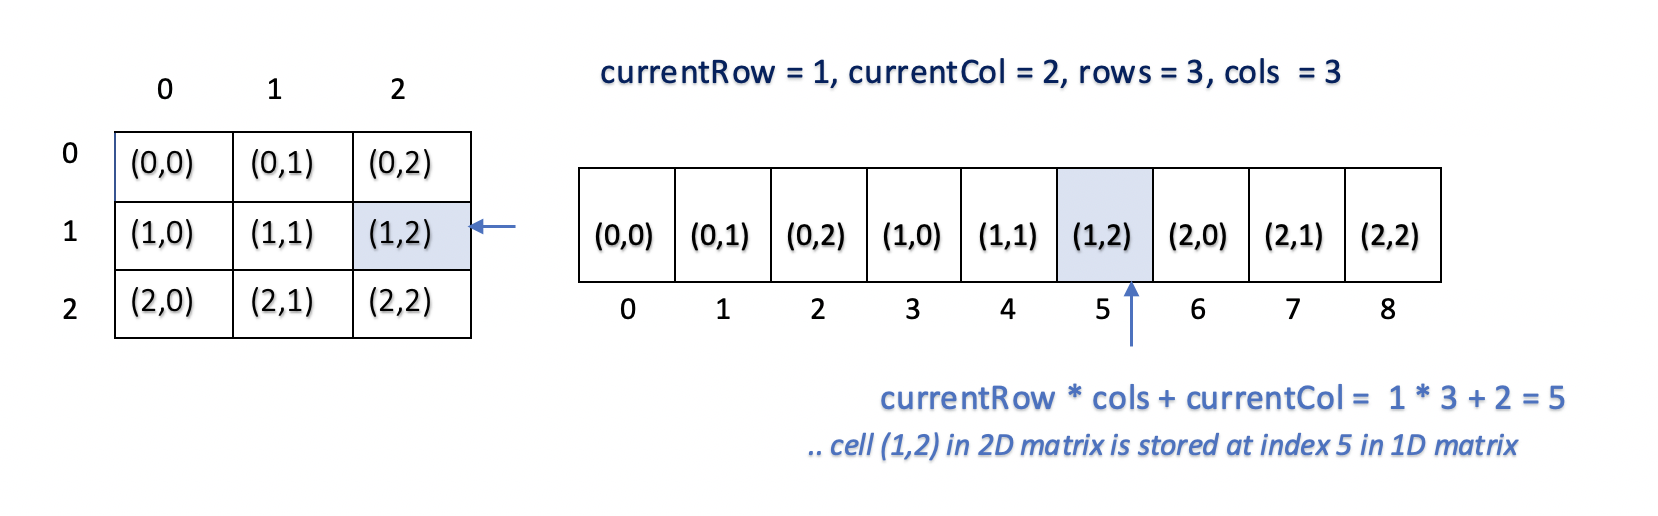 currentRow = 1, currentCol = 2, rows = 3, cols = 3
0 1 2
0 (0,0) (0,1) (0,2)
1 (1,0) (1,1) (1,2)
2 (2,0) (2,1) (2,2)
(0,0) (0,1) (0,2) (1,0) (1,1) (1,2) (2,0) (2,1) (2,2)
0 1 2 3 4 5 6 7 8
currentRow * cols + currentCol = 1 * 3 + 2 = 5
.. cell (1,2) in 2D matrix is stored at index 5 in 1D matrix